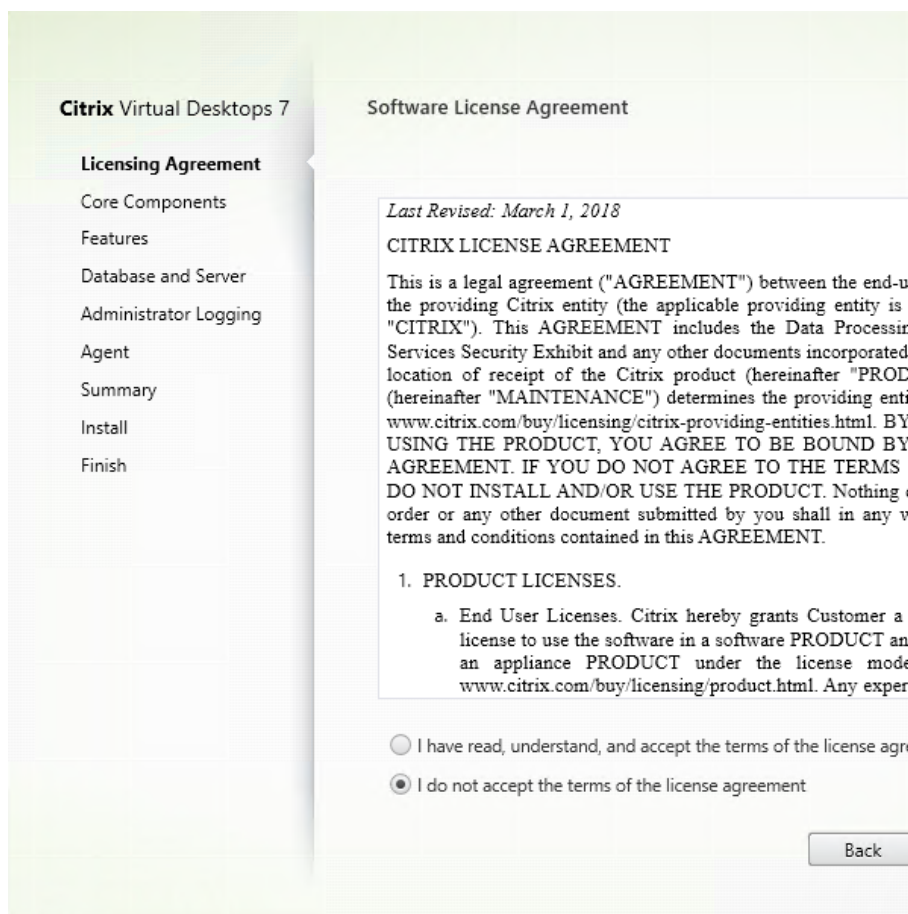 Citrix Virtual Desktops 7
Licensing Agreement
Core Components
Features
Database and Server
Administrator Logging
Agent
Summary
Install
Finish
Software License Agreement
Last Revised: March 1, 2018
CITRIX LICENSE AGREEMENT
This is a legal agreement ("AGREEMENT") between the end-u
the providing Citrix entity (the applicable providing entity is
"CITRIX"). This AGREEMENT includes the Data Processin
Services Security Exhibit and any other documents incorporated
location of receipt of the Citrix product (hereinafter "PROD
(hereinafter "MAINTENANCE") determines the providing enti
www.citrix.com/buy/licensing/citrix-providing-entities.html. BY
USING THE PRODUCT, YOU AGREE TO BE BOUND BY
AGREEMENT. IF YOU DO NOT AGREE TO THE TERMS
DO NOT INSTALL AND/OR USE THE PRODUCT. Nothing
order or any other document submitted by you shall in any
terms and conditions contained in this AGREEMENT.
1. PRODUCT LICENSES.
a. End User Licenses. Citrix hereby grants Customer a
license to use the software in a software PRODUCT an
an appliance PRODUCT under the license mode
www.citrix.com/buy/licensing/product.html. Any exper
I have read, understand, and accept the terms of the license agre
I do not accept the terms of the license agreement
Back